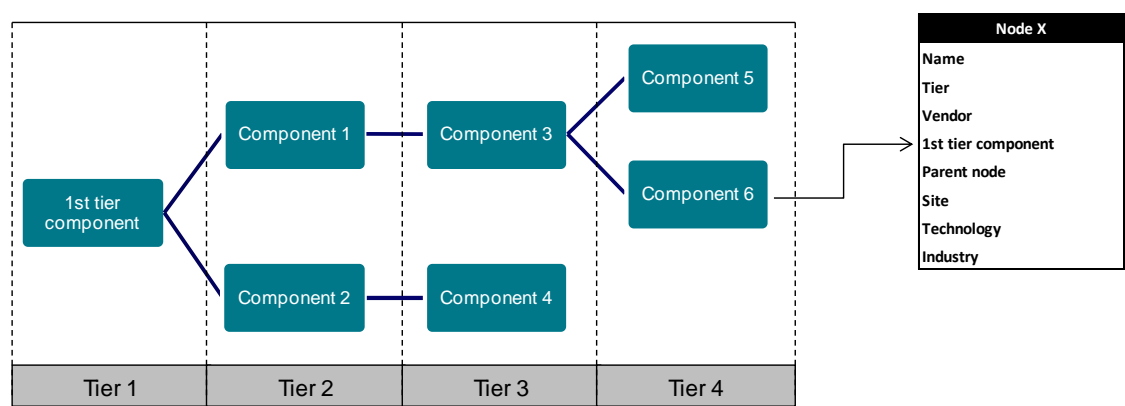 Node X
Name
Tier
Vendor
1st tier component
Parent node
Site
Technology
Industry
Component 5
Component 1
Component 3
Component 6
1st tier
component
Component 2
Component 4
Tier 1
Tier 2
Tier 3
Tier 4